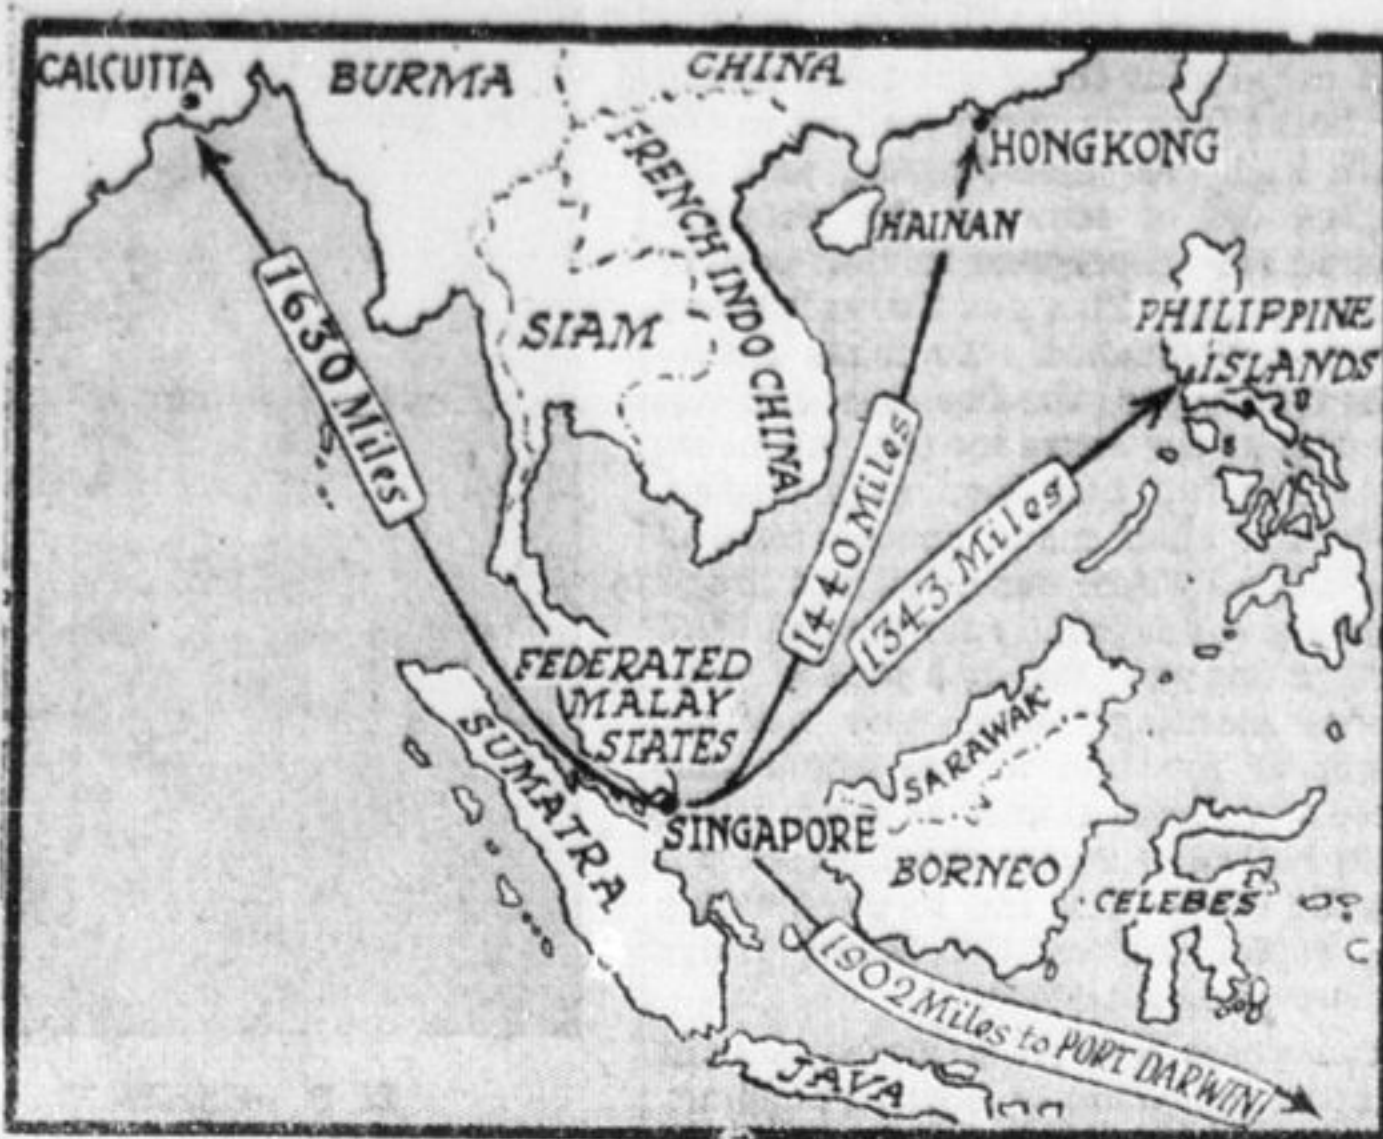 CALCUTTA
BURMA
CHINA
FRENCH INDO CHINA
HONGKONG
HAINAN
SIAM
PHILIPPINE
ISLANDS
1630 Miles
1440 Miles
1343 Miles
FEDERATED
MALAY
STATES
SUMATRA
SARAWAK
SINGAPORE
BORNEO
CELEBES
1902 Miles to PORT DARWIN
JAVA